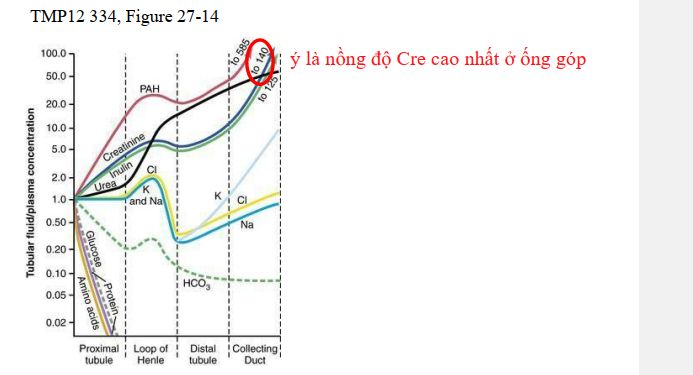 TMP12 334, Figure 27-14
ý là nồng độ Cre cao nhất ở ống góp
Tubular fluid/plasma concentration
100.0
50.0
20.0
10.0
5.0
2.0
1.0
0.50
0.20
0.10
0.05
0.02
to 585
to 140
to 125
PAH
Creatinine
Inulin
Urea
Cl
K
and Na
K
Cl
Na
HCO3
Glucose
Protein
Amino acids
Proximal
tubule
Loop of
Henle
Distal
tubule
Collecting
Duct